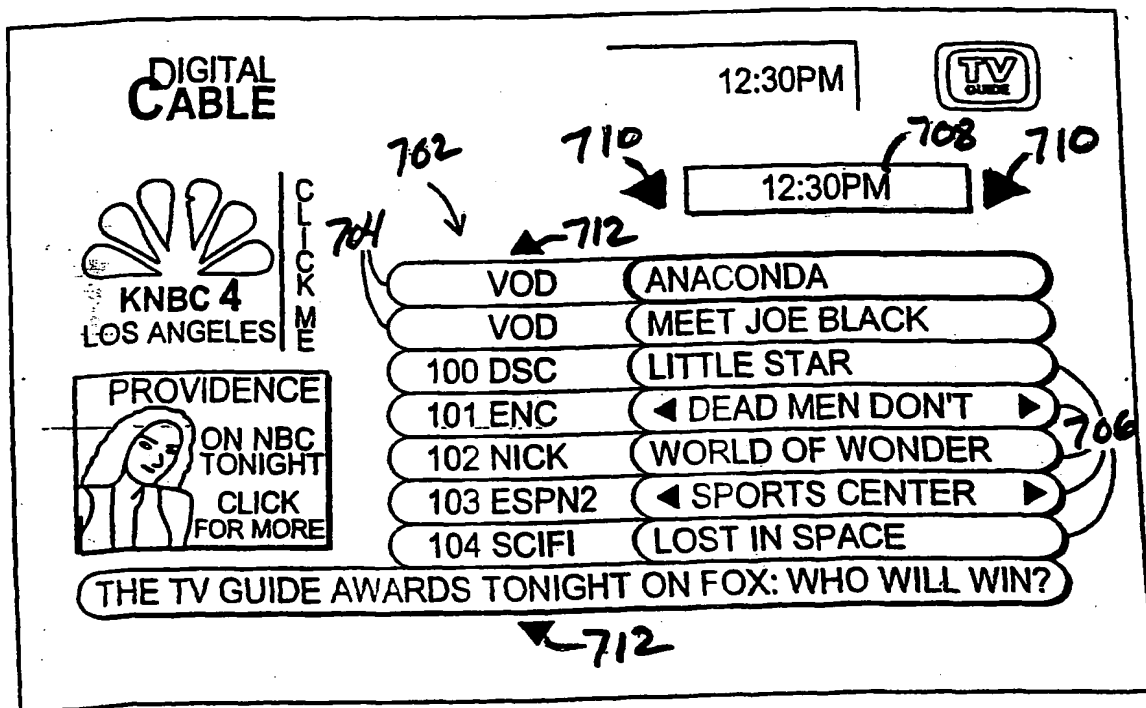 DIGITAL
CABLE
12:30PM
TV
GUIDE
702
710
708
710
12:30PM
KNBC 4
LOS ANGELES
CLICK ME
704
712
VOD ANACONDA
VOD MEET JOE BLACK
100 DSC LITTLE STAR
101 ENC ◀ DEAD MEN DON'T ▶
102 NICK WORLD OF WONDER
103 ESPN2 ◀ SPORTS CENTER ▶
104 SCIFI LOST IN SPACE
706
PROVIDENCE
ON NBC
TONIGHT
CLICK
FOR MORE
THE TV GUIDE AWARDS TONIGHT ON FOX: WHO WILL WIN?
712